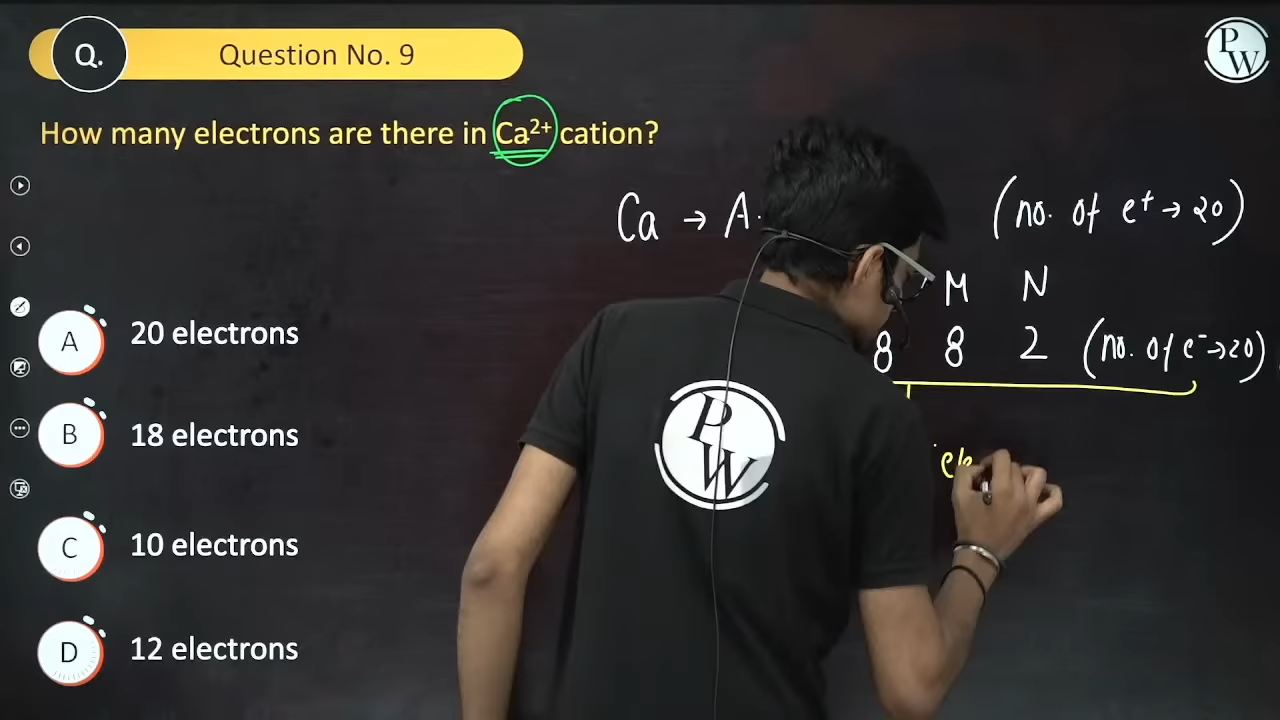 Q. Question No. 9
PW
How many electrons are there in Ca²⁺ cation?
Ca → A. (no. of e⁺ → 20)
M N
8 8 2 (no. of e⁻ → 20)
A 20 electrons
B 18 electrons
C 10 electrons
D 12 electrons
PW